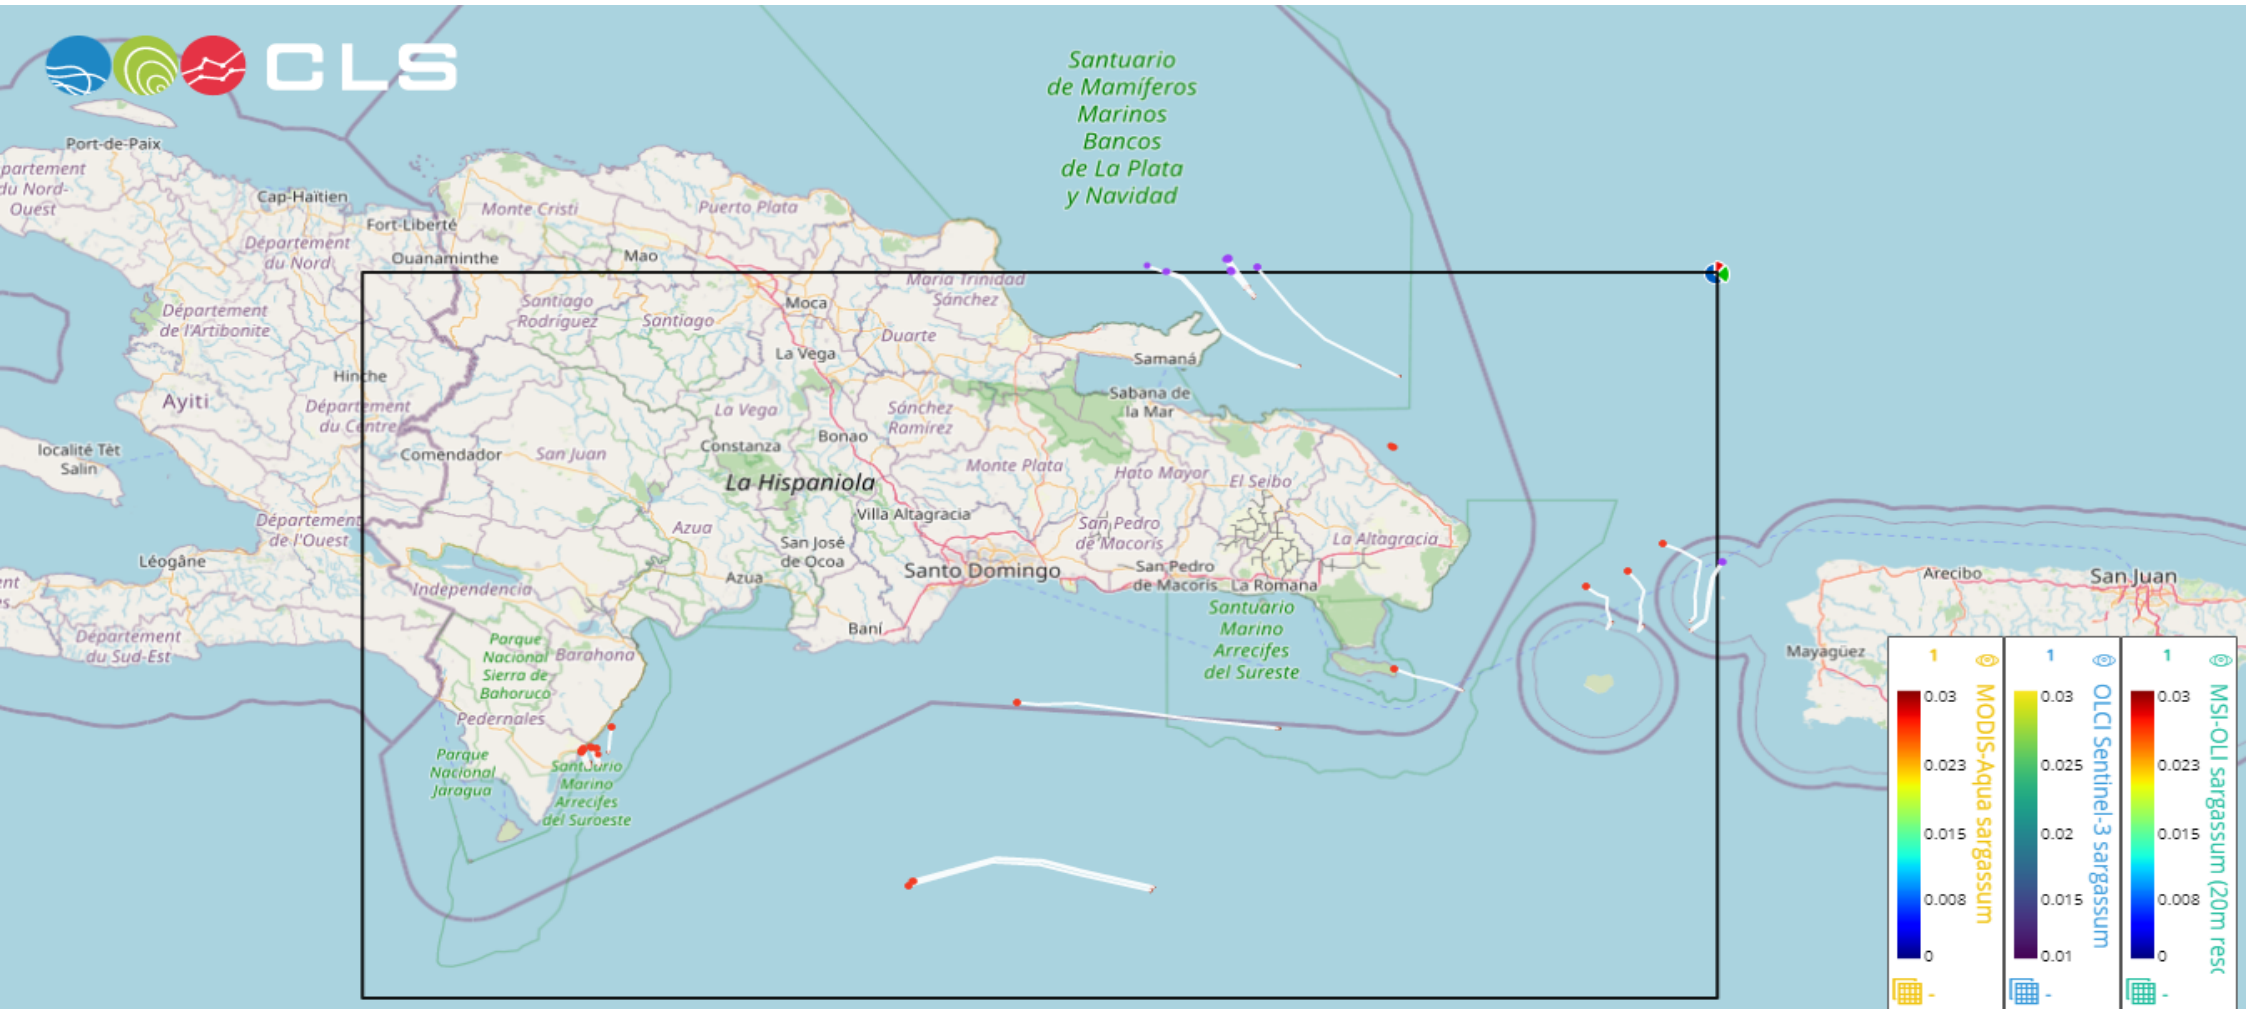 CLS
Santuario
de Mamíferos
Marinos
Bancos
de La Plata
y Navidad
Port-de-Paix
partement
du Nord-
Ouest
Cap-Haïtien
Fort-Liberté
Monte Cristi
Puerto Plata
Département
du Nord
Ouanaminthe
Mao
María Trinidad
Sánchez
Santiago
Rodríguez
Santiago
Moca
Duarte
Département
de l'Artibonite
La Vega
Samaná
Hinche
Sabana de
la Mar
Ayiti
Département
du Centre
La Vega
Sánchez
Ramírez
Constanza
Bonao
localité Tèt
Salin
Comendador
San Juan
La Hispaniola
Monte Plata
Hato Mayor
El Seibo
Département
de l'Ouest
Azua
Villa Altagracia
San Pedro
de Macorís
La Altagracia
San José
de Ocoa
Léogâne
Independencia
Azua
Santo Domingo
San Pedro
de Macorís
La Romana
Arecibo
San Juan
ent
es
Département
du Sud-Est
Parque
Nacional
Sierra de
Bahoruco
Barahona
Baní
Santuario
Marino
Arrecifes
del Sureste
Mayagüez
Pedernales
Parque
Nacional
Jaragua
Santuario
Marino
Arrecifes
del Suroeste
1
0.03
0.023
0.015
0.008
0
MODIS-Aqua sargassum
-
1
0.03
0.025
0.02
0.015
0.01
OLCI Sentinel-3 sargassum
-
1
0.03
0.023
0.015
0.008
0
MSI-OLI sargassum (20m resc
-